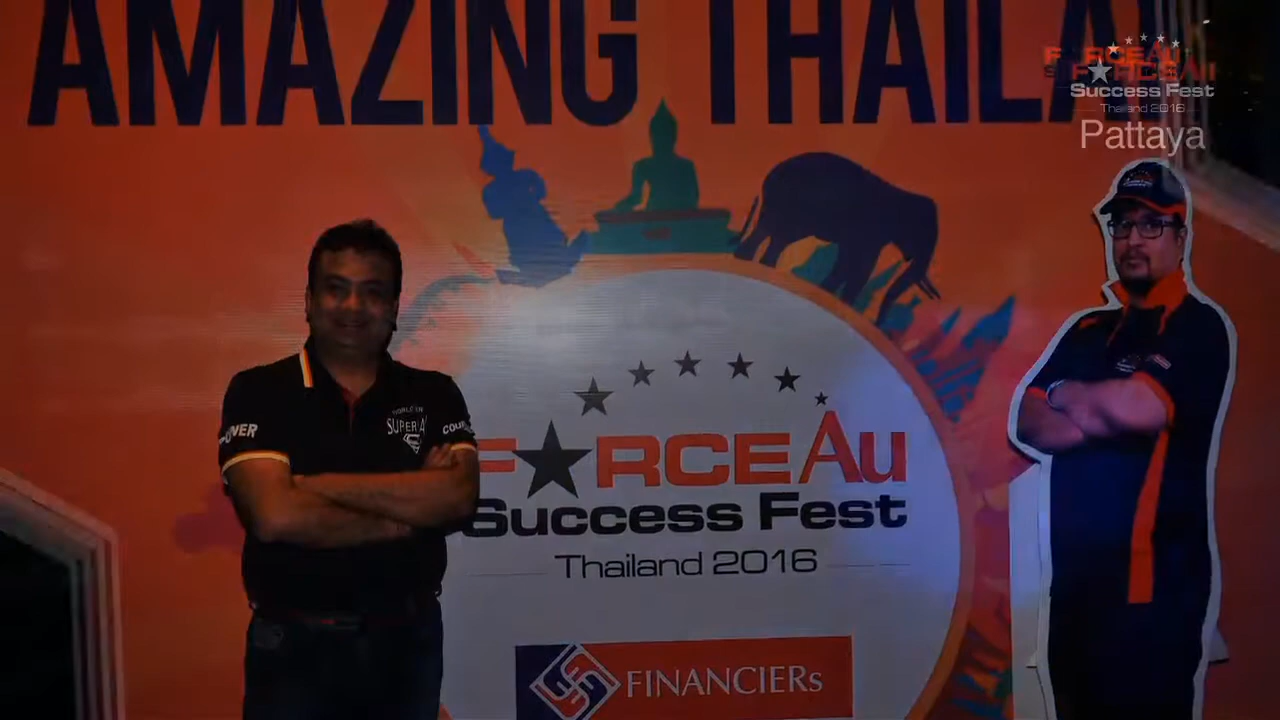 AMAZING THAILA
FORCEAu
Success Fest
Thailand 2016
Pattaya
SUPER
FORCEAu
Success Fest
Thailand 2016
FINANCIERs